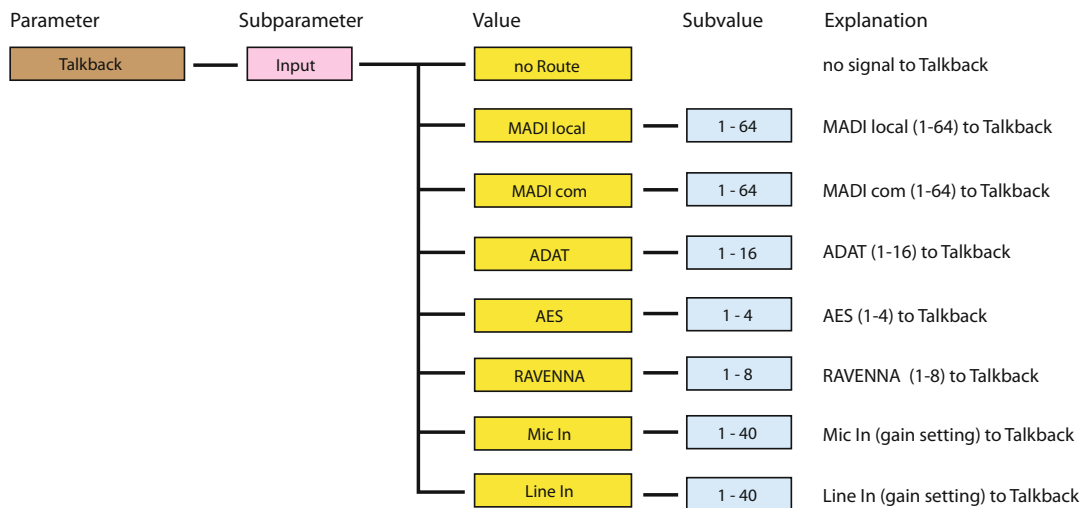 Parameter Subparameter Value Subvalue Explanation
Talkback Input no Route no signal to Talkback
MADI local 1 - 64 MADI local (1-64) to Talkback
MADI com 1 - 64 MADI com (1-64) to Talkback
ADAT 1 - 16 ADAT (1-16) to Talkback
AES 1 - 4 AES (1-4) to Talkback
RAVENNA 1 - 8 RAVENNA (1-8) to Talkback
Mic In 1 - 40 Mic In (gain setting) to Talkback
Line In 1 - 40 Line In (gain setting) to Talkback